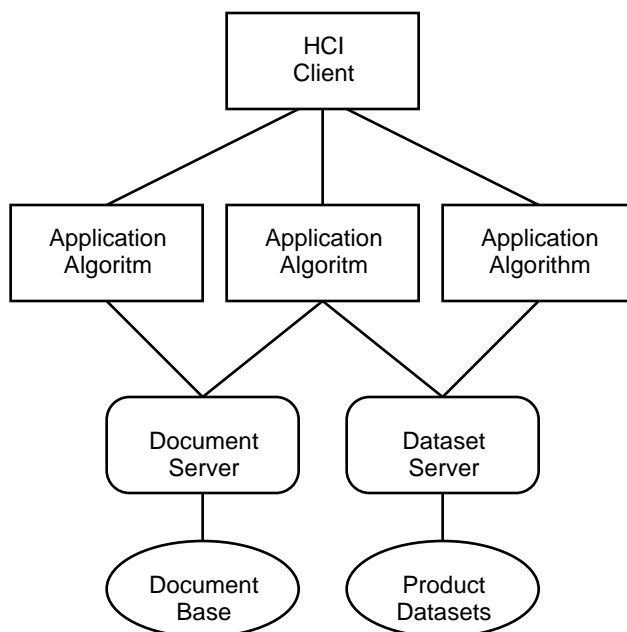 HCI
Client
Application
Algoritm
Application
Algoritm
Application
Algorithm
Document
Server
Dataset
Server
Document
Base
Product
Datasets